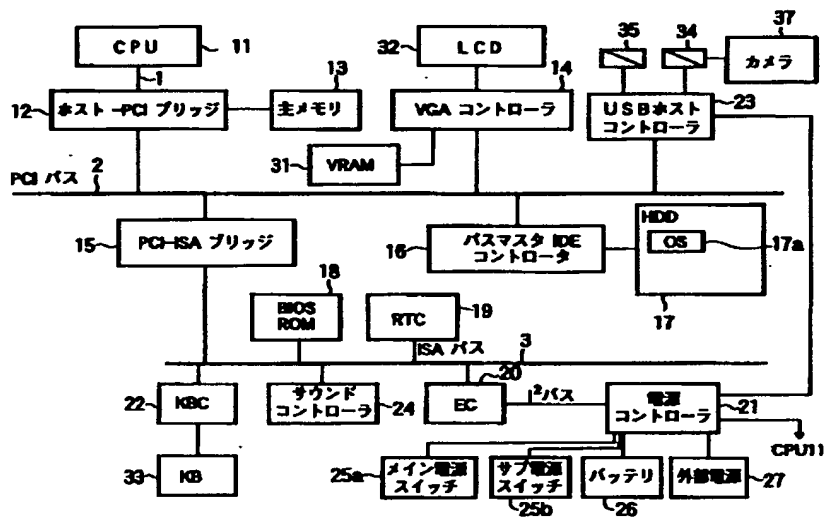 CPU
11
1
12
ホスト-PCI ブリッジ
13
主メモリ
32
LCD
14
VGA コントローラ
31
VRAM
35
34
37
カメラ
USBホスト
コントローラ
23
PCI バス
2
15
PCI-ISA ブリッジ
16
バスマスタ IDE
コントロータ
HDD
OS
17a
17
18
BIOS
ROM
19
RTC
ISA バス
3
22
KBC
サウンド
コントローラ
24
20
EC
I²バス
電源
コントローラ
21
CPU11
33
KB
25a
メイン電源
スイッチ
サブ電源
スイッチ
25b
バッテリ
26
外部電源
27